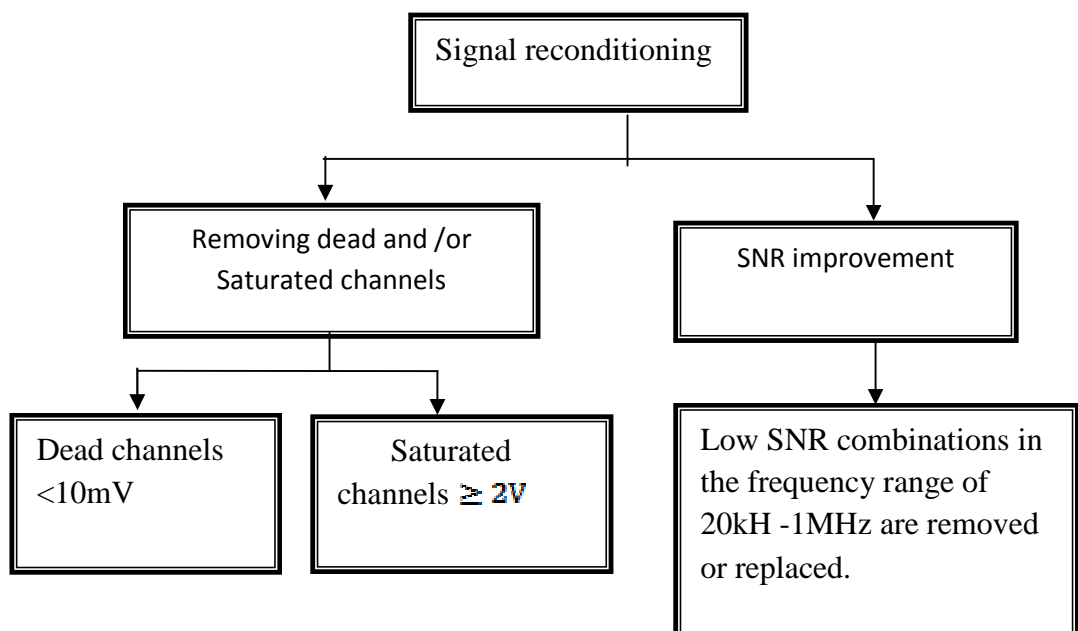 Signal reconditioning
Removing dead and /or
Saturated channels
SNR improvement
Dead channels
<10mV
Saturated
channels ≥ 2V
Low SNR combinations in
the frequency range of
20kH -1MHz are removed
or replaced.